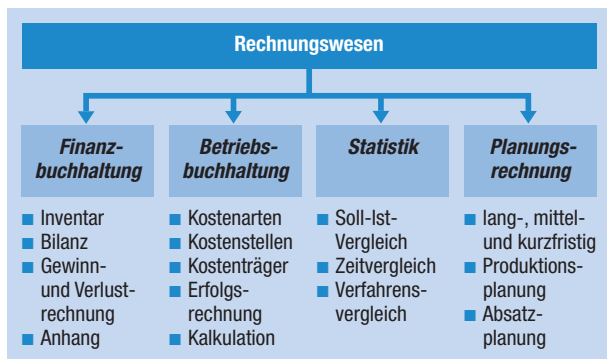 Rechnungswesen
Finanz-
buchhaltung
Inventar
Bilanz
Gewinn-
und Verlust-
rechnung
Anhang
Betriebs-
buchhaltung
Kostenarten
Kostenstellen
Kostenträger
Erfolgs-
rechnung
Kalkulation
Statistik
Soll-Ist-
Vergleich
Zeitvergleich
Verfahrens-
vergleich
Planungs-
rechnung
lang-, mittel-
und kurzfristig
Produktions-
planung
Absatz-
planung